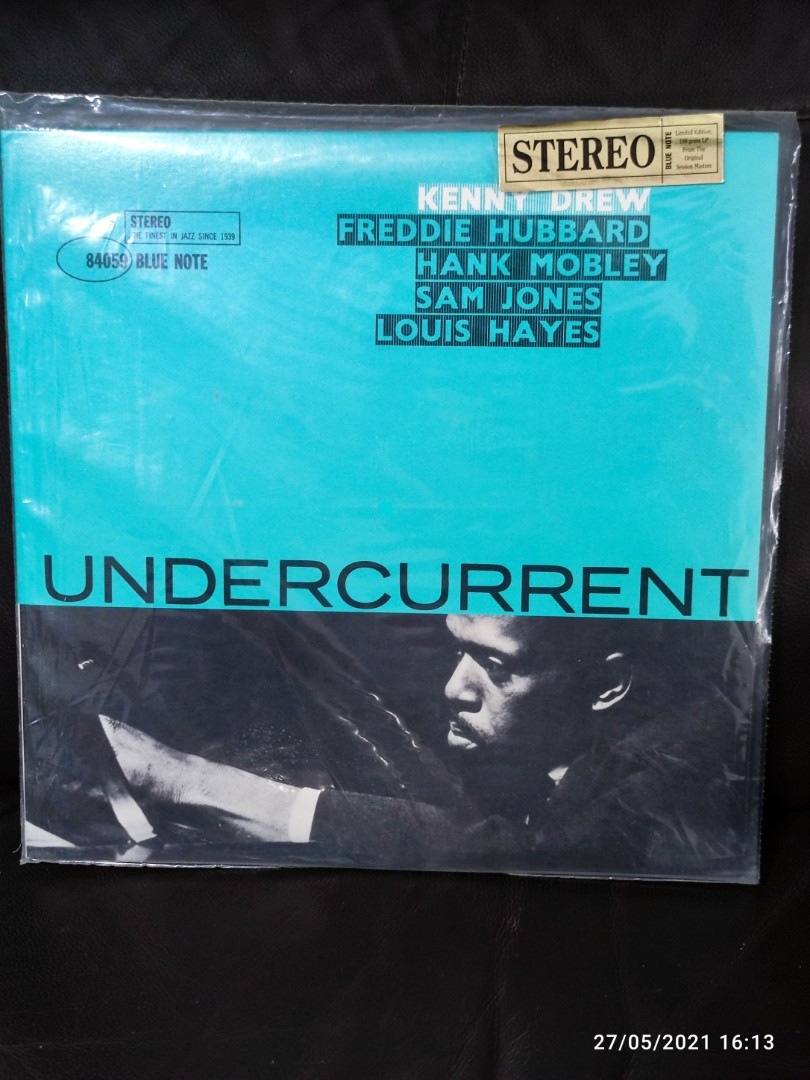 STEREO
BLUE NOTE
Limited Edition,
180 gram LP
From The
Original
Session Masters
KENNY DREW
FREDDIE HUBBARD
HANK MOBLEY
SAM JONES
LOUIS HAYES
STEREO
THE FINEST IN JAZZ SINCE 1939
84059 BLUE NOTE
UNDERCURRENT
27/05/2021 16:13